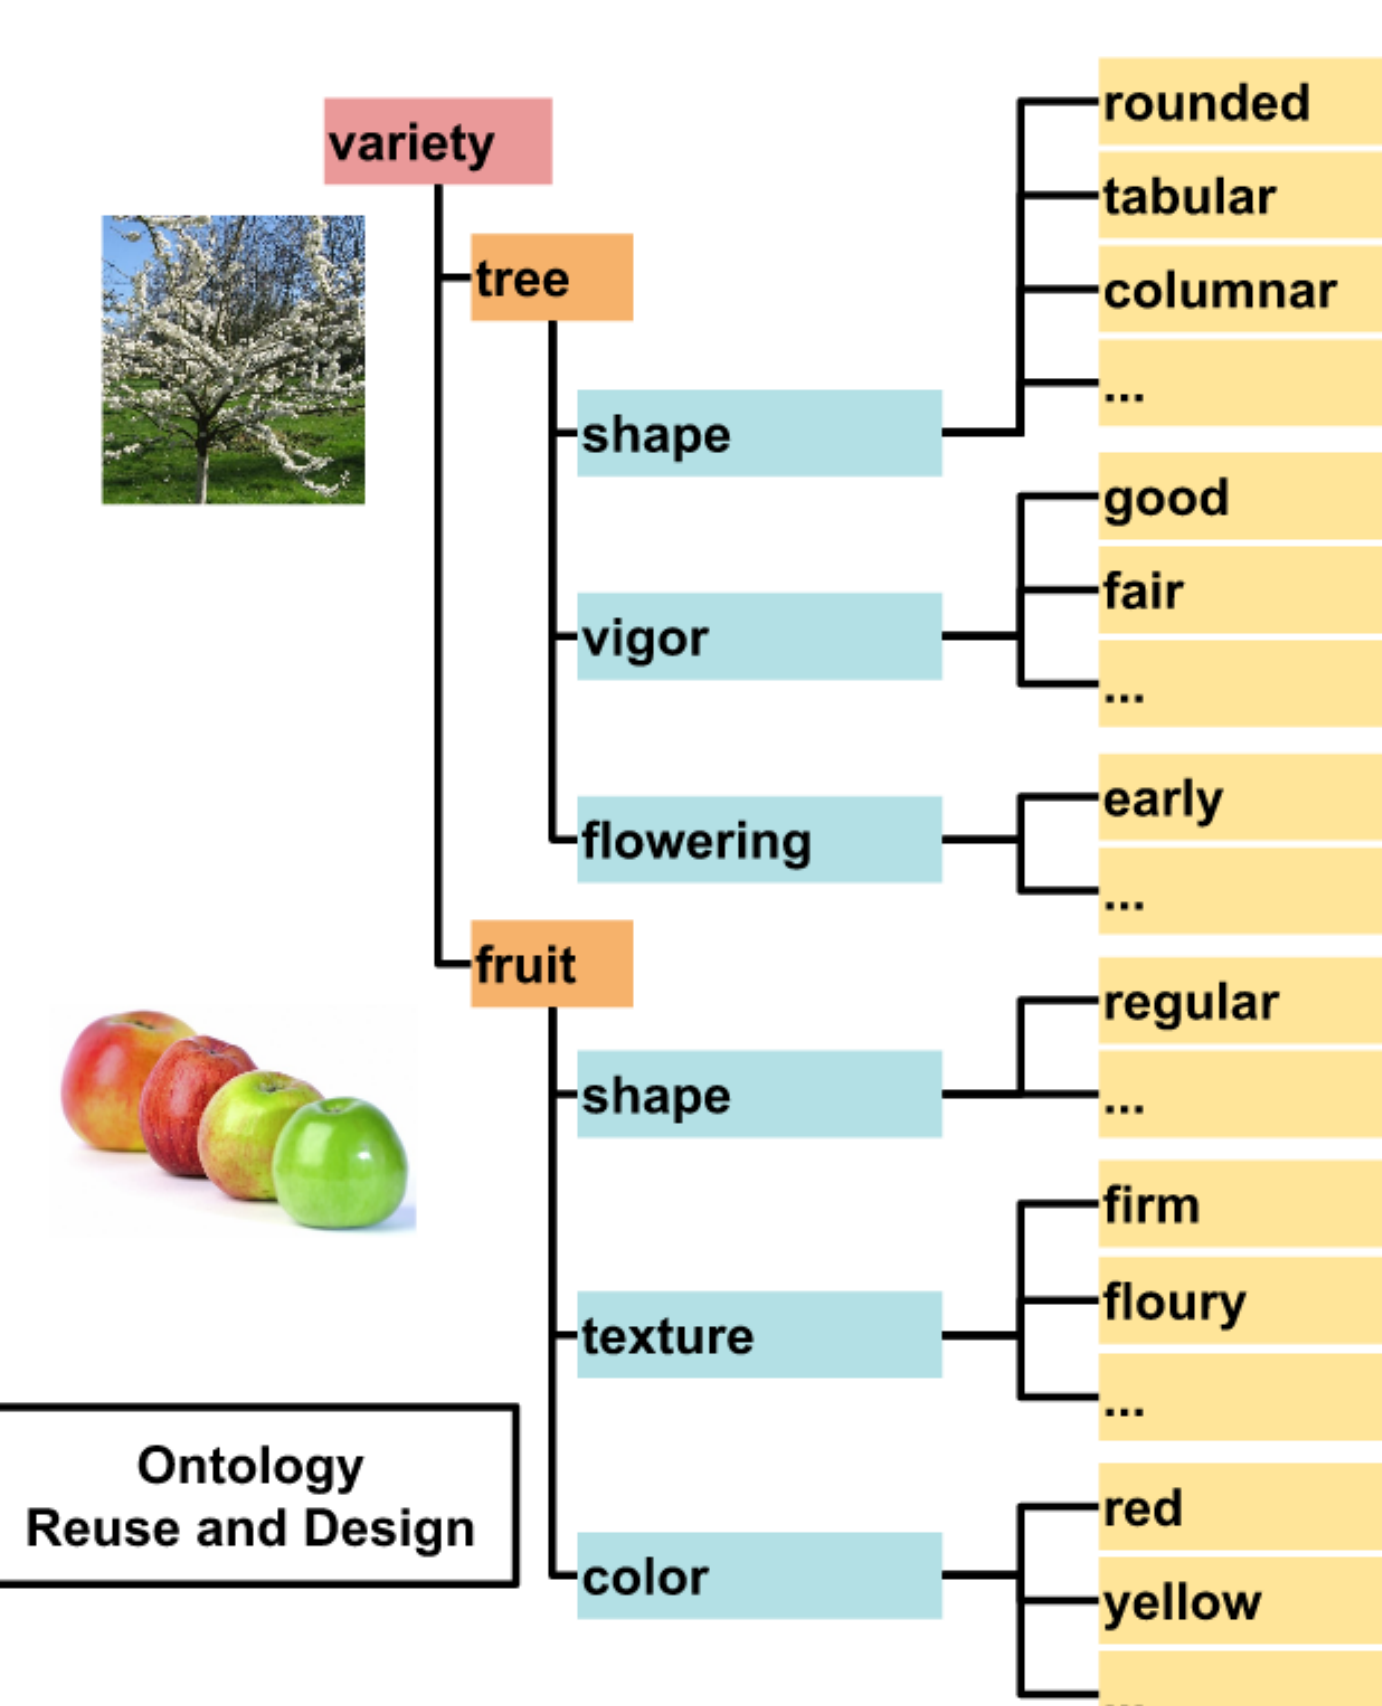 variety
tree
shape
rounded
tabular
columnar
...
vigor
good
fair
...
flowering
early
...
fruit
shape
regular
...
texture
firm
floury
...
color
red
yellow
...
Ontology
Reuse and Design